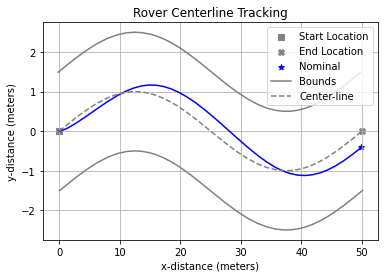 Rover Centerline Tracking
Start Location
End Location
Nominal
Bounds
Center-line
y-distance (meters)
2
1
0
−1
−2
0
10
20
30
40
50
x-distance (meters)